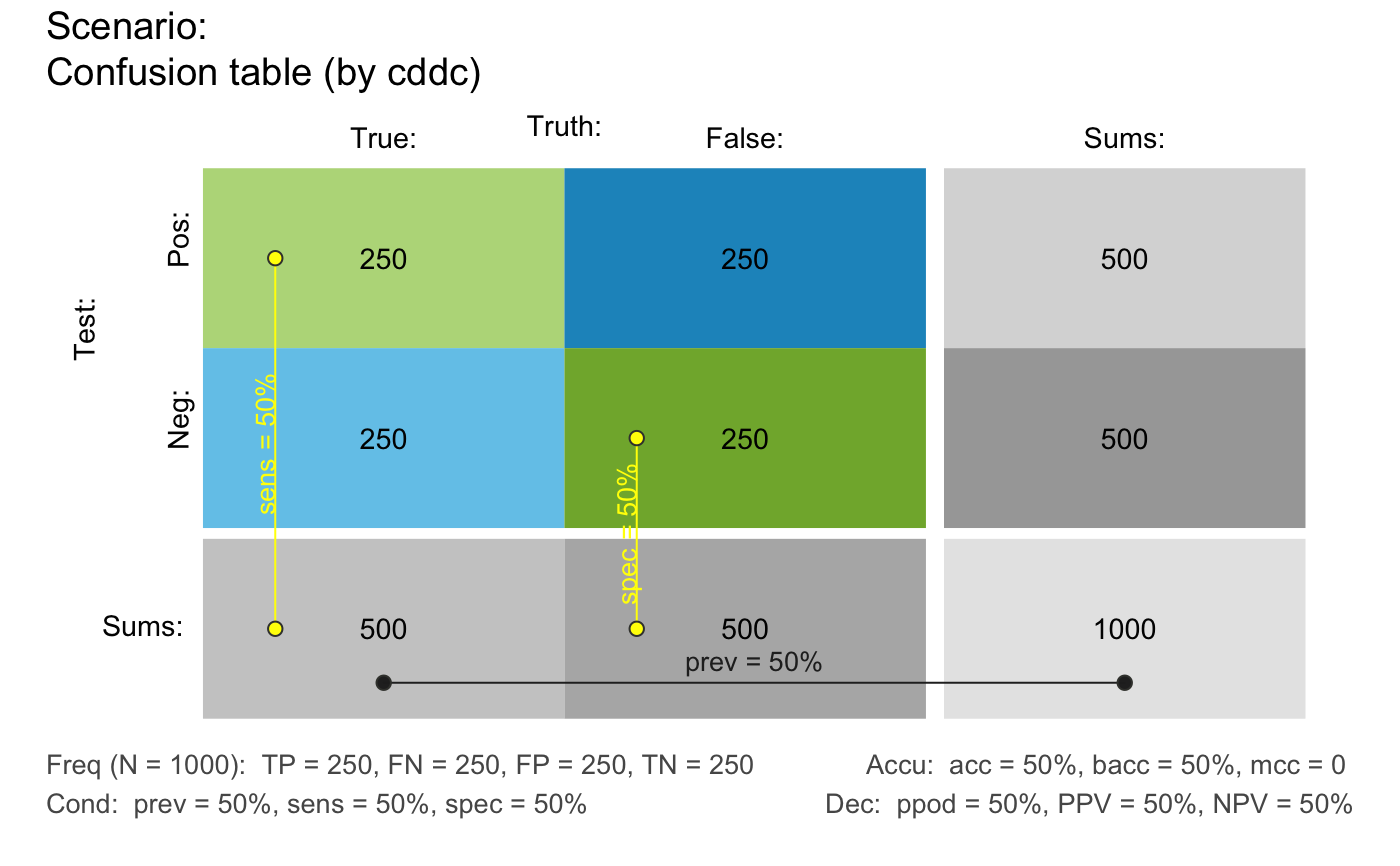 Scenario:
Confusion table (by cddc)
Truth:
True:
False:
Sums:
Test:
Pos:
250
250
500
Neg:
250
250
500
sens = 50%
spec = 50%
Sums:
500
500
1000
prev = 50%
Freq (N = 1000):  TP = 250, FN = 250, FP = 250, TN = 250
Accu:  acc = 50%, bacc = 50%, mcc = 0
Cond:  prev = 50%, sens = 50%, spec = 50%
Dec:  ppod = 50%, PPV = 50%, NPV = 50%